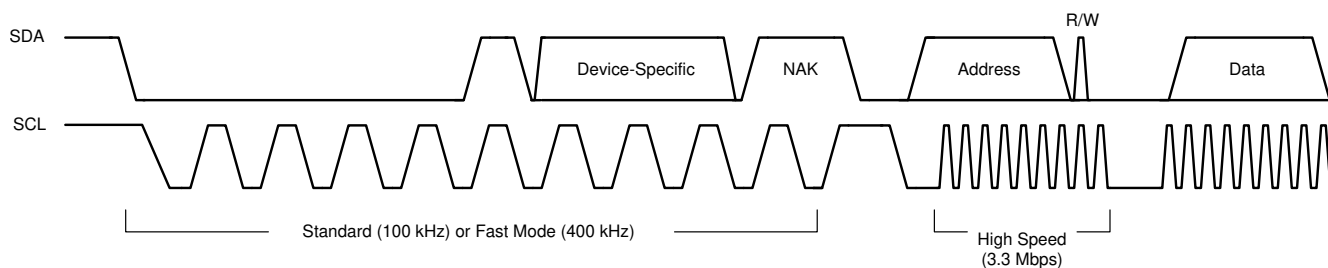 R/W
SDA
Device-Specific
NAK
Address
Data
SCL
Standard (100 kHz) or Fast Mode (400 kHz)
High Speed
(3.3 Mbps)